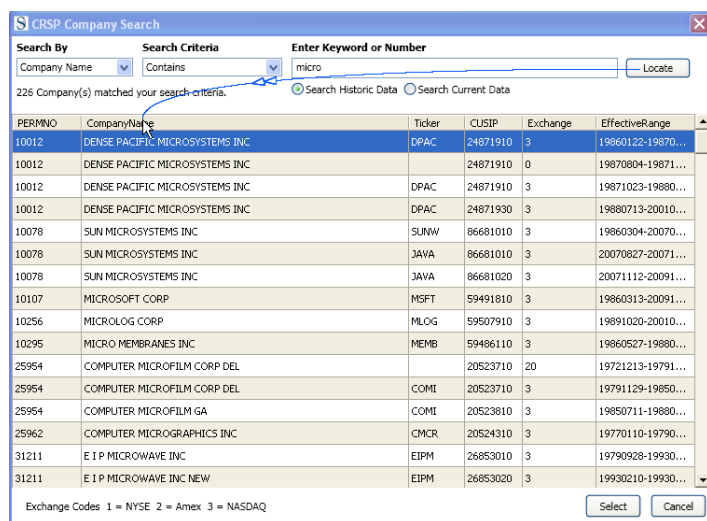 S CRSP Company Search
Search By Search Criteria Enter Keyword or Number
Company Name Contains micro Locate
226 Company(s) matched your search criteria. Search Historic Data Search Current Data
PERMNO CompanyName Ticker CUSIP Exchange EffectiveRange
10012 DENSE PACIFIC MICROSYSTEMS INC DPAC 24871910 3 19860122-19870...
10012 DENSE PACIFIC MICROSYSTEMS INC 24871910 0 19870804-19871...
10012 DENSE PACIFIC MICROSYSTEMS INC DPAC 24871910 3 19871023-19880...
10012 DENSE PACIFIC MICROSYSTEMS INC DPAC 24871930 3 19880713-20010...
10078 SUN MICROSYSTEMS INC SUNW 86681010 3 19860304-20070...
10078 SUN MICROSYSTEMS INC JAVA 86681010 3 20070827-20071...
10078 SUN MICROSYSTEMS INC JAVA 86681020 3 20071112-20091...
10107 MICROSOFT CORP MSFT 59491810 3 19860313-20091...
10256 MICROLOG CORP MLOG 59507910 3 19891020-20010...
10295 MICRO MEMBRANES INC MEMB 59486110 3 19860527-19880...
25954 COMPUTER MICROFILM CORP DEL 20523710 20 19721213-19791...
25954 COMPUTER MICROFILM CORP DEL COMI 20523710 3 19791129-19850...
25954 COMPUTER MICROFILM GA COMI 20523810 3 19850711-19880...
25962 COMPUTER MICROGRAPHICS INC CMCR 20524310 3 19770110-19790...
31211 E I P MICROWAVE INC EIPM 26853010 3 19790928-19930...
31211 E I P MICROWAVE INC NEW EIPM 26853020 3 19930210-19930...
Exchange Codes 1 = NYSE 2 = Amex 3 = NASDAQ Select Cancel